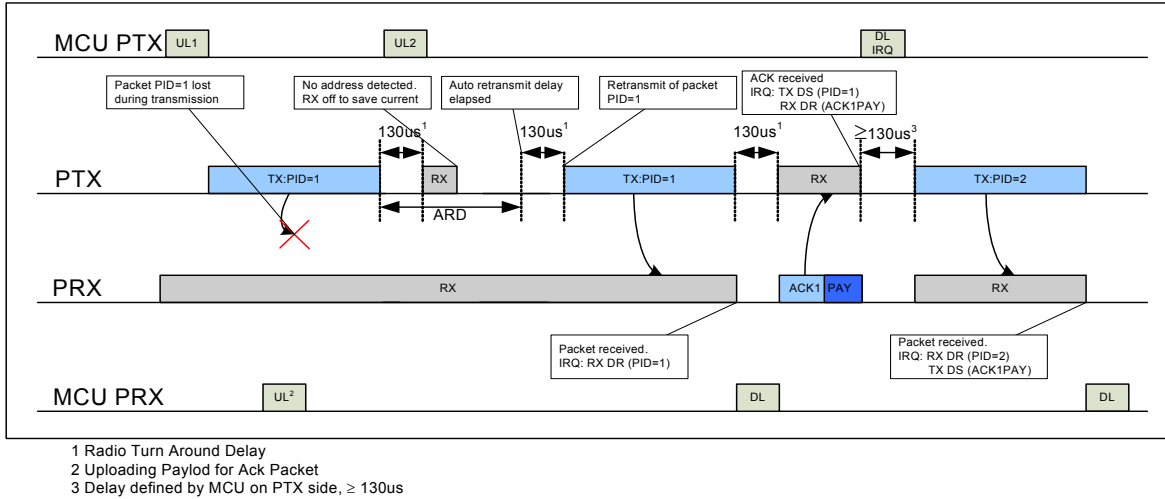 MCU PTX
UL1
UL2
DL
IRQ
Packet PID=1 lost
during transmission
No address detected.
RX off to save current
Auto retransmit delay
elapsed
Retransmit of packet
PID=1
ACK received
IRQ: TX DS (PID=1)
RX DR (ACK1PAY)
130us1
130us1
130us1
≥130us3
PTX
TX:PID=1
RX
TX:PID=1
RX
TX:PID=2
ARD
PRX
RX
ACK1
PAY
RX
Packet received.
IRQ: RX DR (PID=1)
Packet received.
IRQ: RX DR (PID=2)
TX DS (ACK1PAY)
MCU PRX
UL2
DL
DL
1 Radio Turn Around Delay
2 Uploading Paylod for Ack Packet
3 Delay defined by MCU on PTX side, ≥ 130us